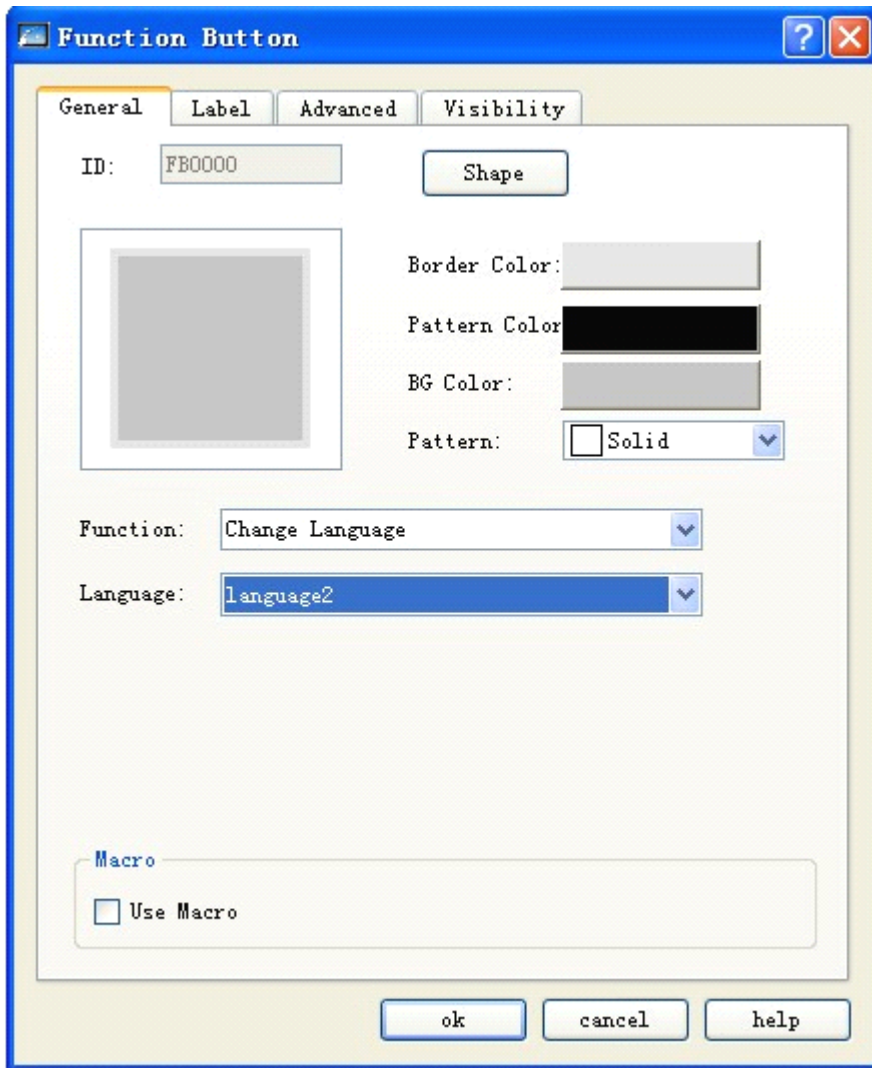 Function Button
General Label Advanced Visibility
ID: FB0000 Shape
Border Color:
Pattern Color
BG Color:
Pattern: Solid
Function: Change Language
Language: language2
Macro
Use Macro
ok cancel help